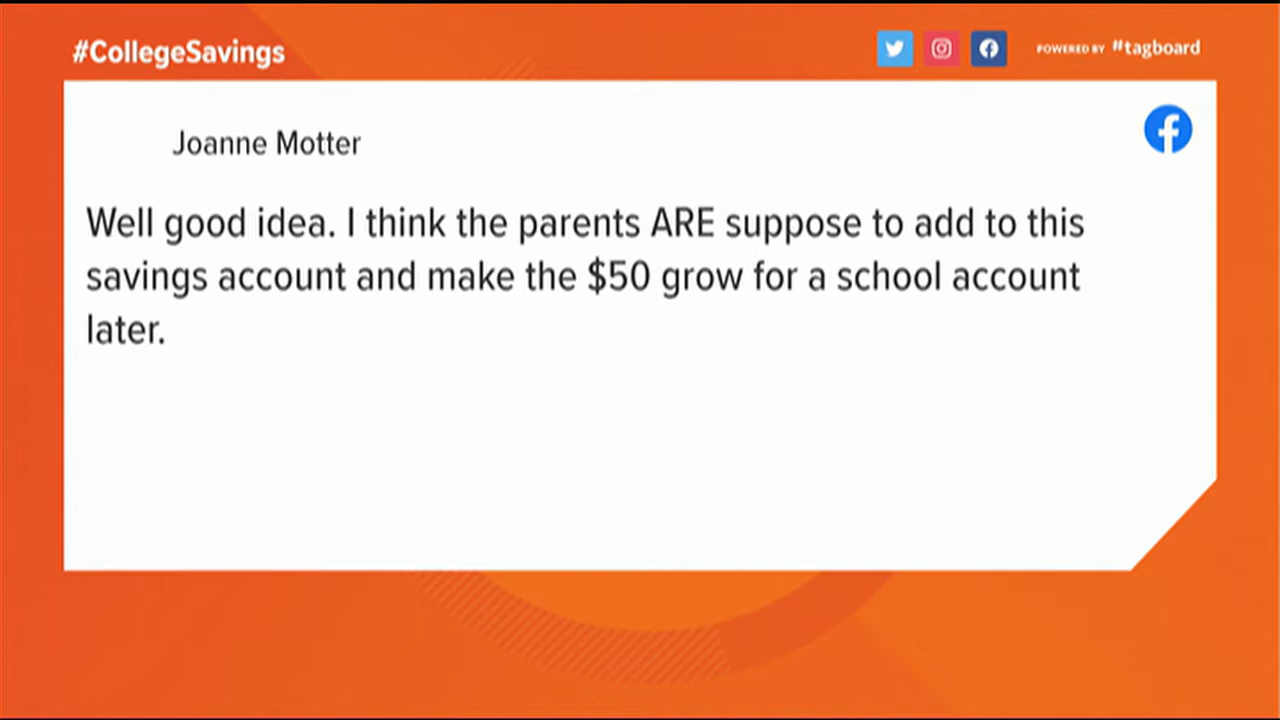 #CollegeSavings
POWERED BY #tagboard
Joanne Motter
Well good idea. I think the parents ARE suppose to add to this
savings account and make the $50 grow for a school account
later.